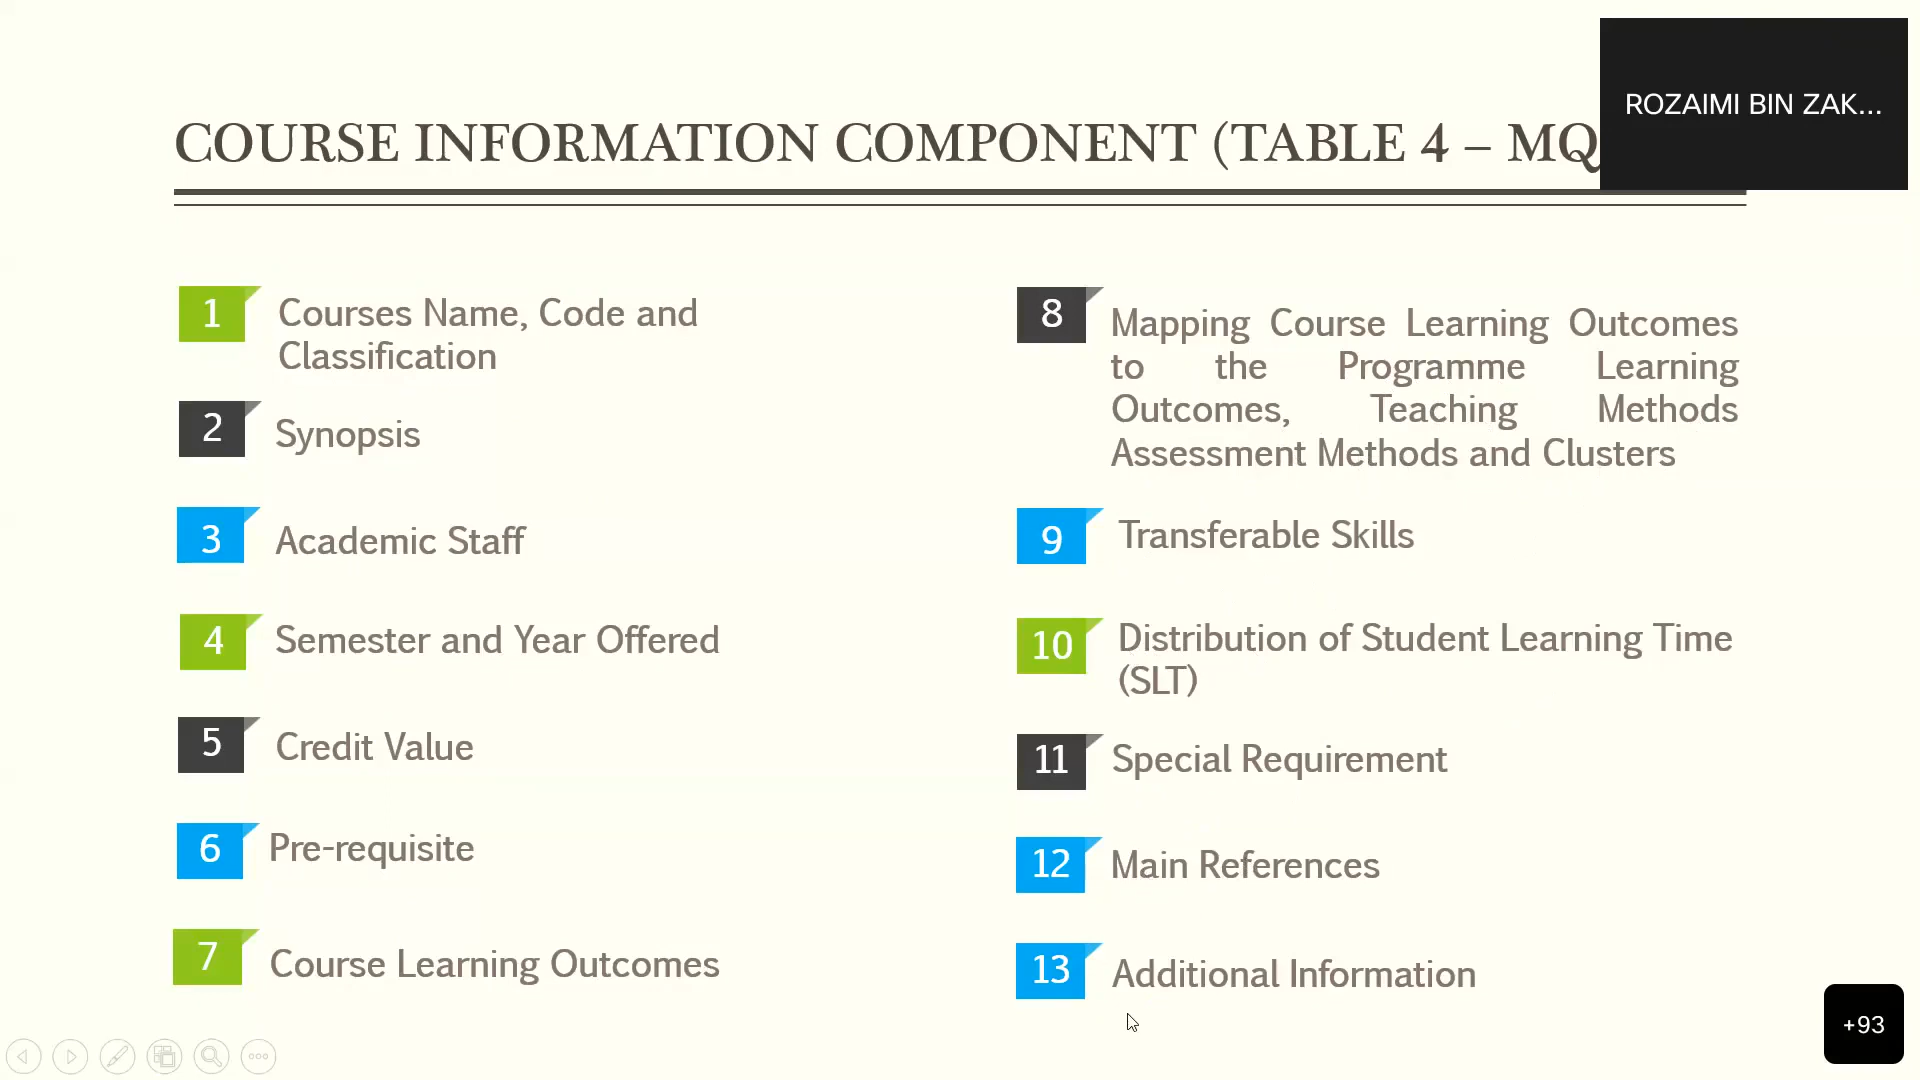 ROZAIMI BIN ZAK...
COURSE INFORMATION COMPONENT (TABLE 4 – MQ
1 Courses Name, Code and
Classification
2 Synopsis
3 Academic Staff
4 Semester and Year Offered
5 Credit Value
6 Pre-requisite
7 Course Learning Outcomes
8 Mapping Course Learning Outcomes
to the Programme Learning
Outcomes, Teaching Methods
Assessment Methods and Clusters
9 Transferable Skills
10 Distribution of Student Learning Time
(SLT)
11 Special Requirement
12 Main References
13 Additional Information
+93